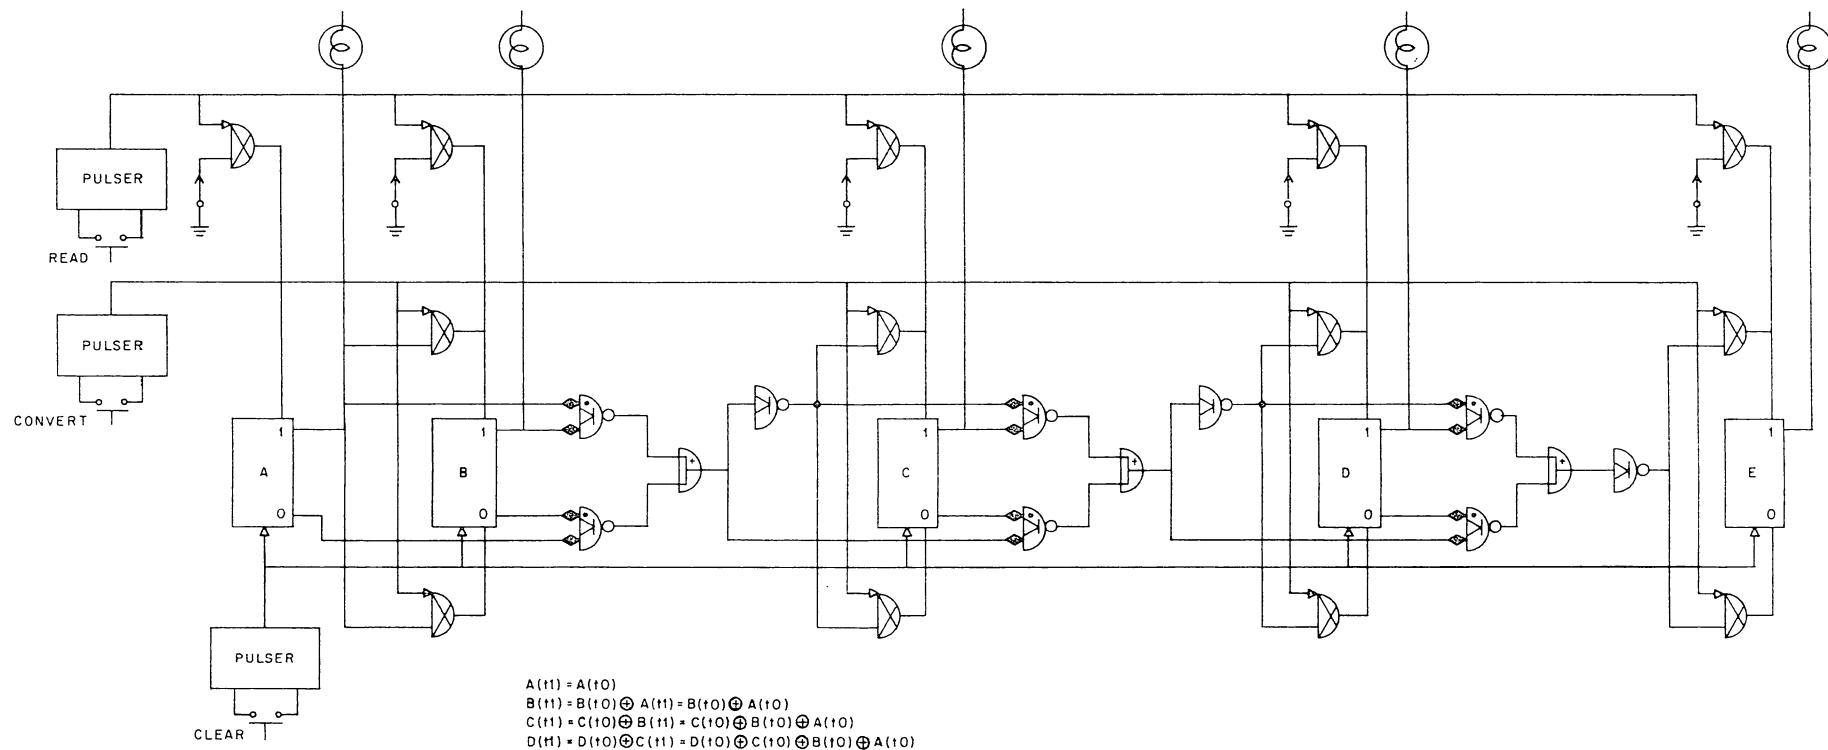 PULSER
READ
PULSER
CONVERT
1
A
0
1
B
0
+
1
C
0
+
1
D
0
+
1
E
0
PULSER
CLEAR
A(t1) = A(t0)
B(t1) = B(t0) ⊕ A(t1) = B(t0) ⊕ A(t0)
C(t1) = C(t0) ⊕ B(t1) = C(t0) ⊕ B(t0) ⊕ A(t0)
D(t1) = D(t0) ⊕ C(t1) = D(t0) ⊕ C(t0) ⊕ B(t0) ⊕ A(t0)